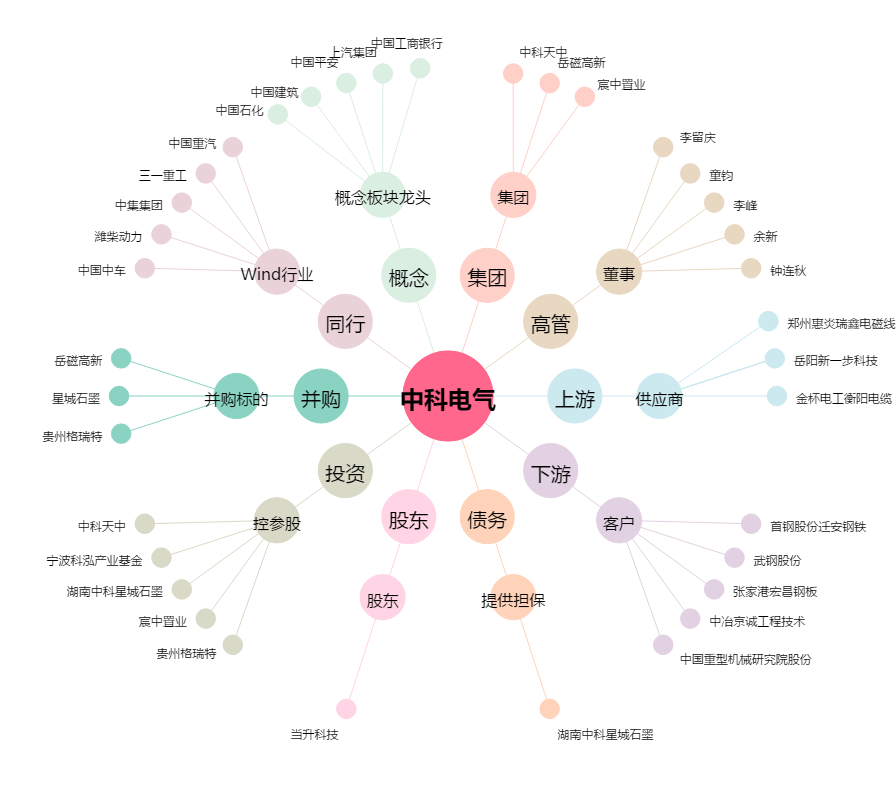 中国工商银行
上汽集团
中国平安
中国建筑
中国石化
中科天中
岳磁高新
宸中置业
中国重汽
三一重工
中集集团
潍柴动力
中国中车
李留庆
童钧
李峰
余新
钟连秋
概念板块龙头
集团
Wind行业
概念
集团
董事
同行
高管
郑州惠炎瑞鑫电磁线
岳阳新一步科技
金杯电工衡阳电缆
岳磁高新
星城石墨
贵州格瑞特
并购标的
并购
中科电气
上游
供应商
投资
下游
控参股
股东
债务
客户
中科天中
宁波科泓产业基金
湖南中科星城石墨
宸中置业
贵州格瑞特
首钢股份迁安钢铁
武钢股份
张家港宏昌钢板
中冶京诚工程技术
中国重型机械研究院股份
股东
提供担保
当升科技
湖南中科星城石墨